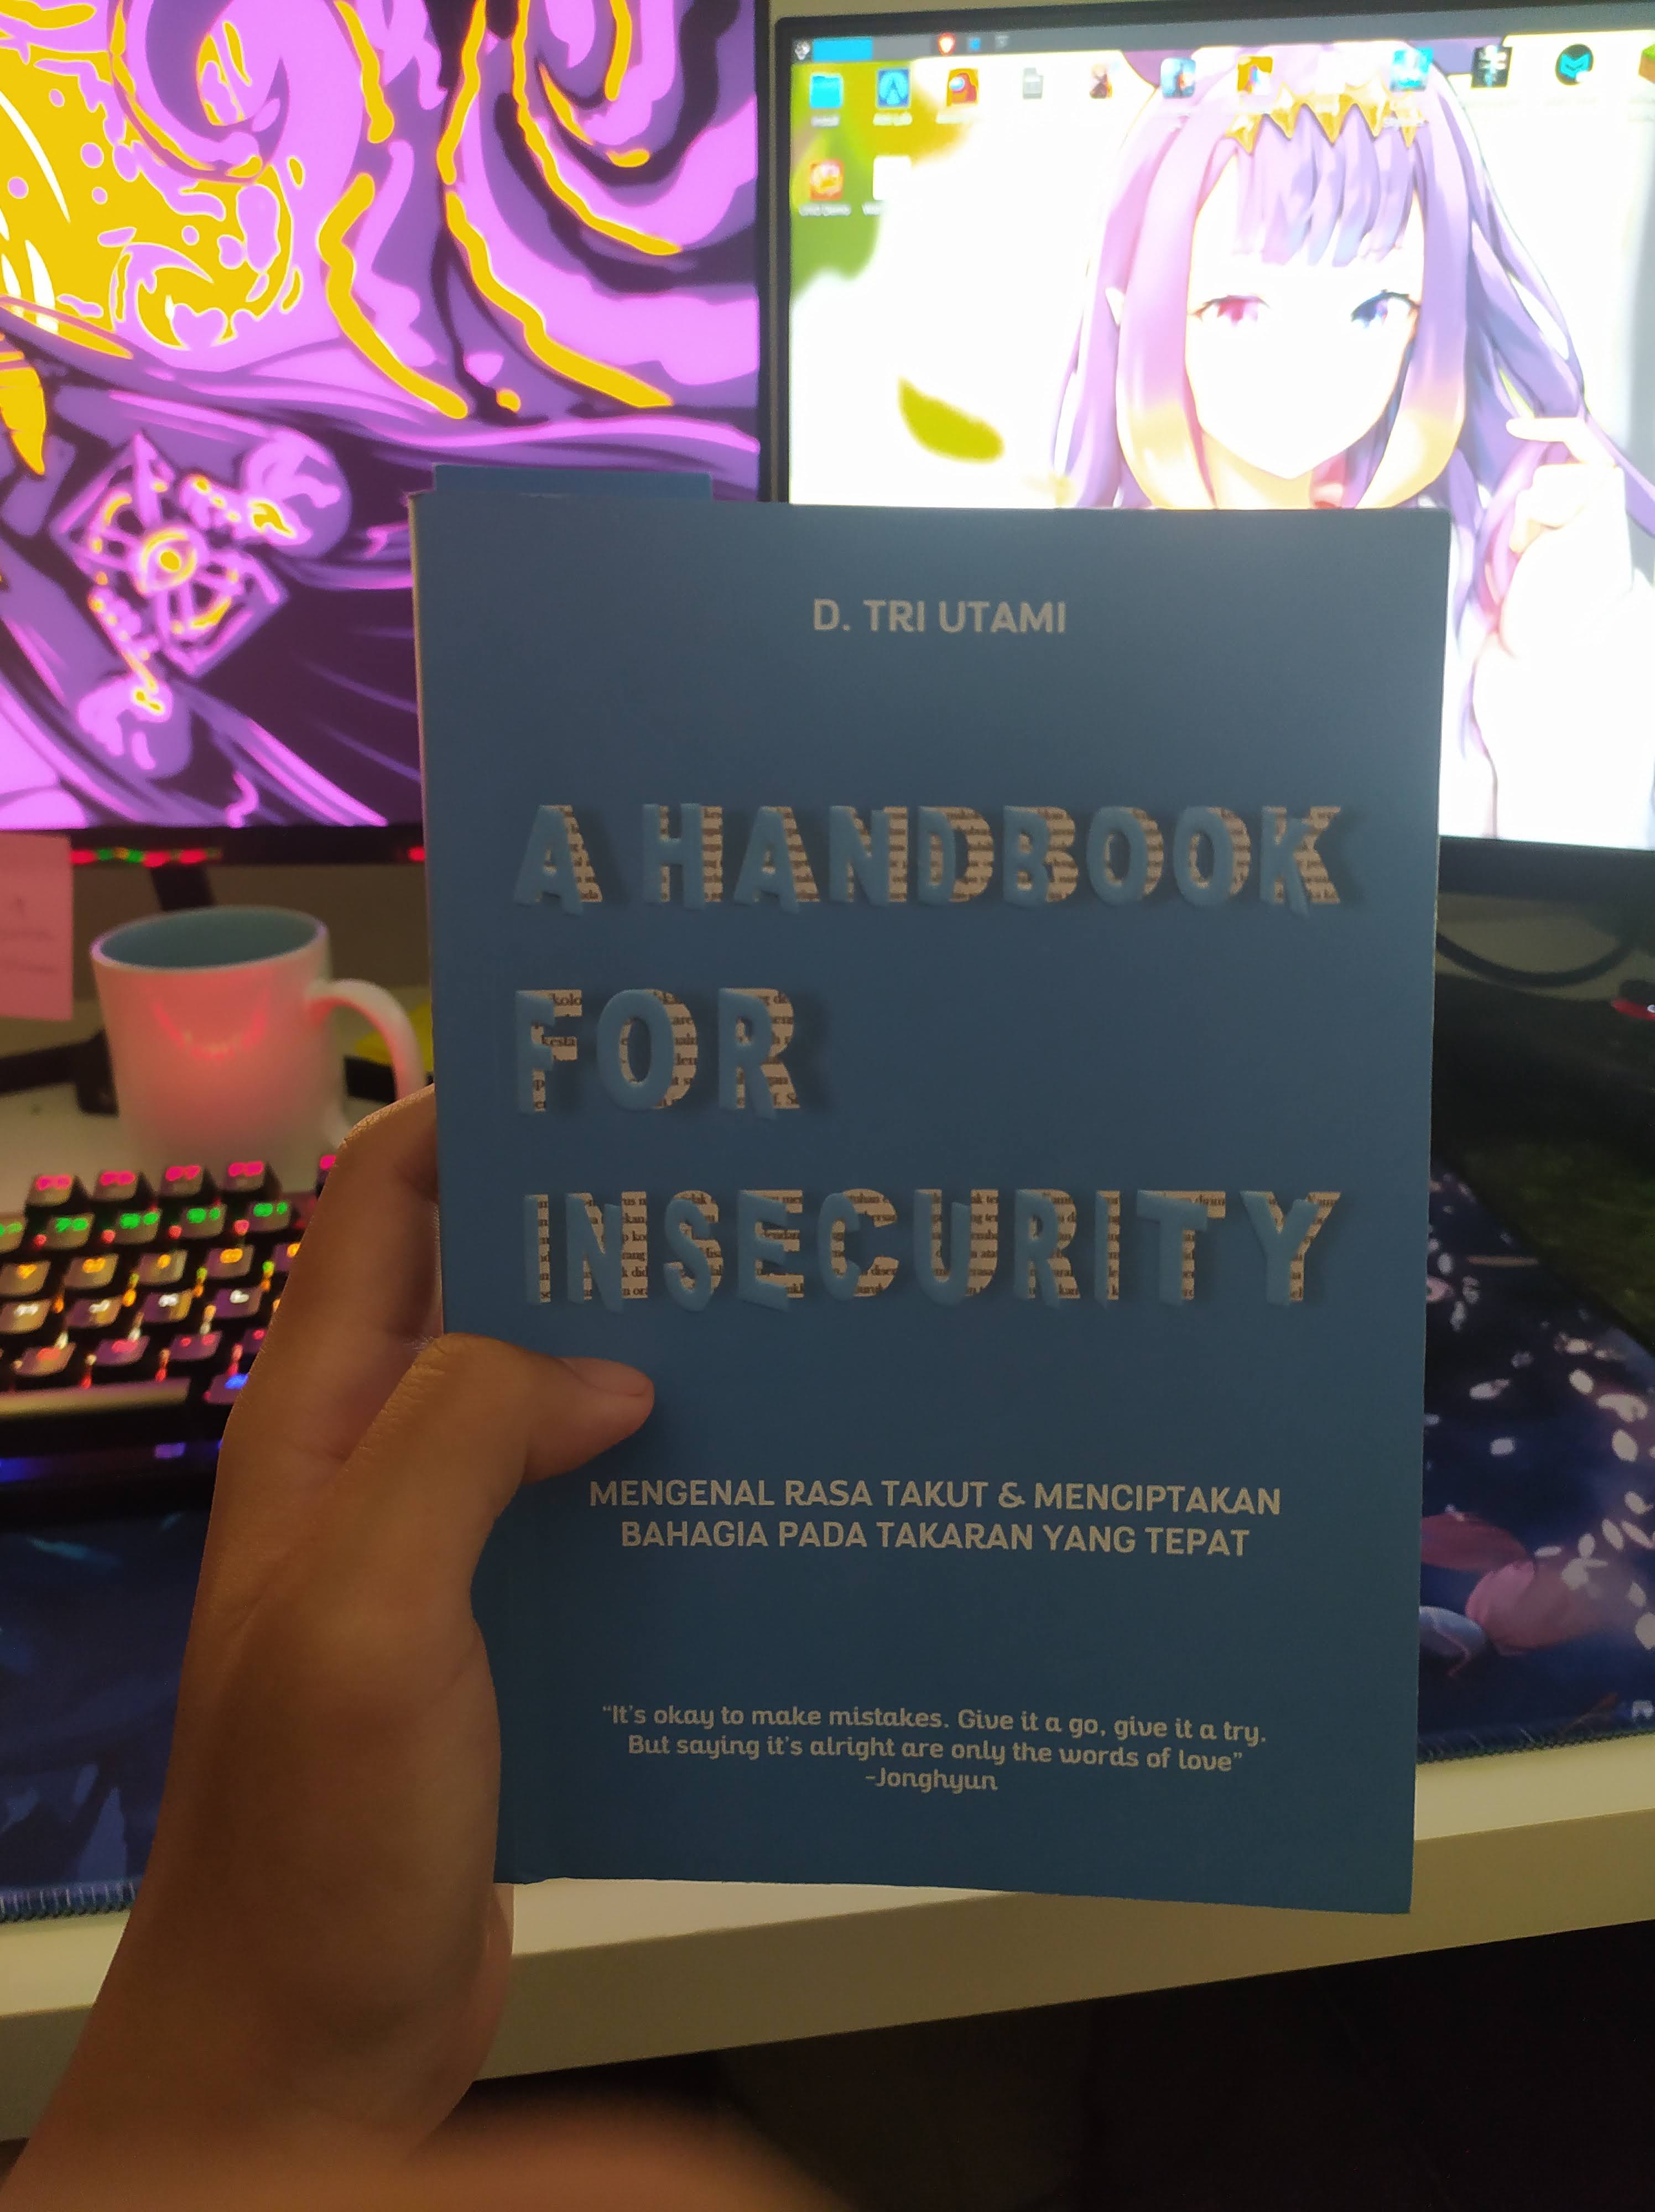 D. TRI UTAMI
A HANDBOOK
FOR
INSECURITY
MENGENAL RASA TAKUT & MENCIPTAKAN
BAHAGIA PADA TAKARAN YANG TEPAT
“It’s okay to make mistakes. Give it a go, give it a try.
But saying it’s alright are only the words of love”
-Jonghyun